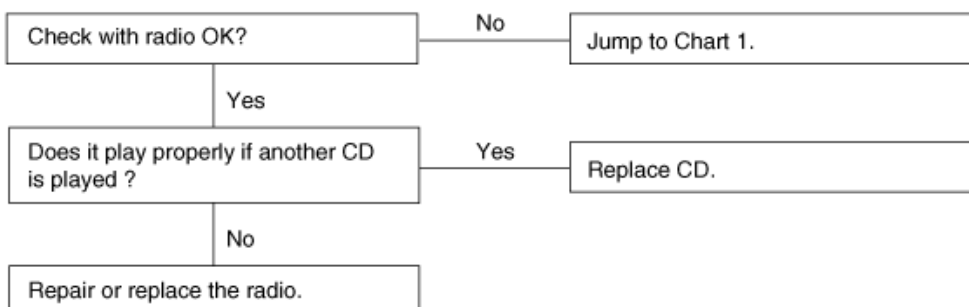 Check with radio OK?
No
Jump to Chart 1.
Yes
Does it play properly if another CD
is played ?
Yes
Replace CD.
No
Repair or replace the radio.